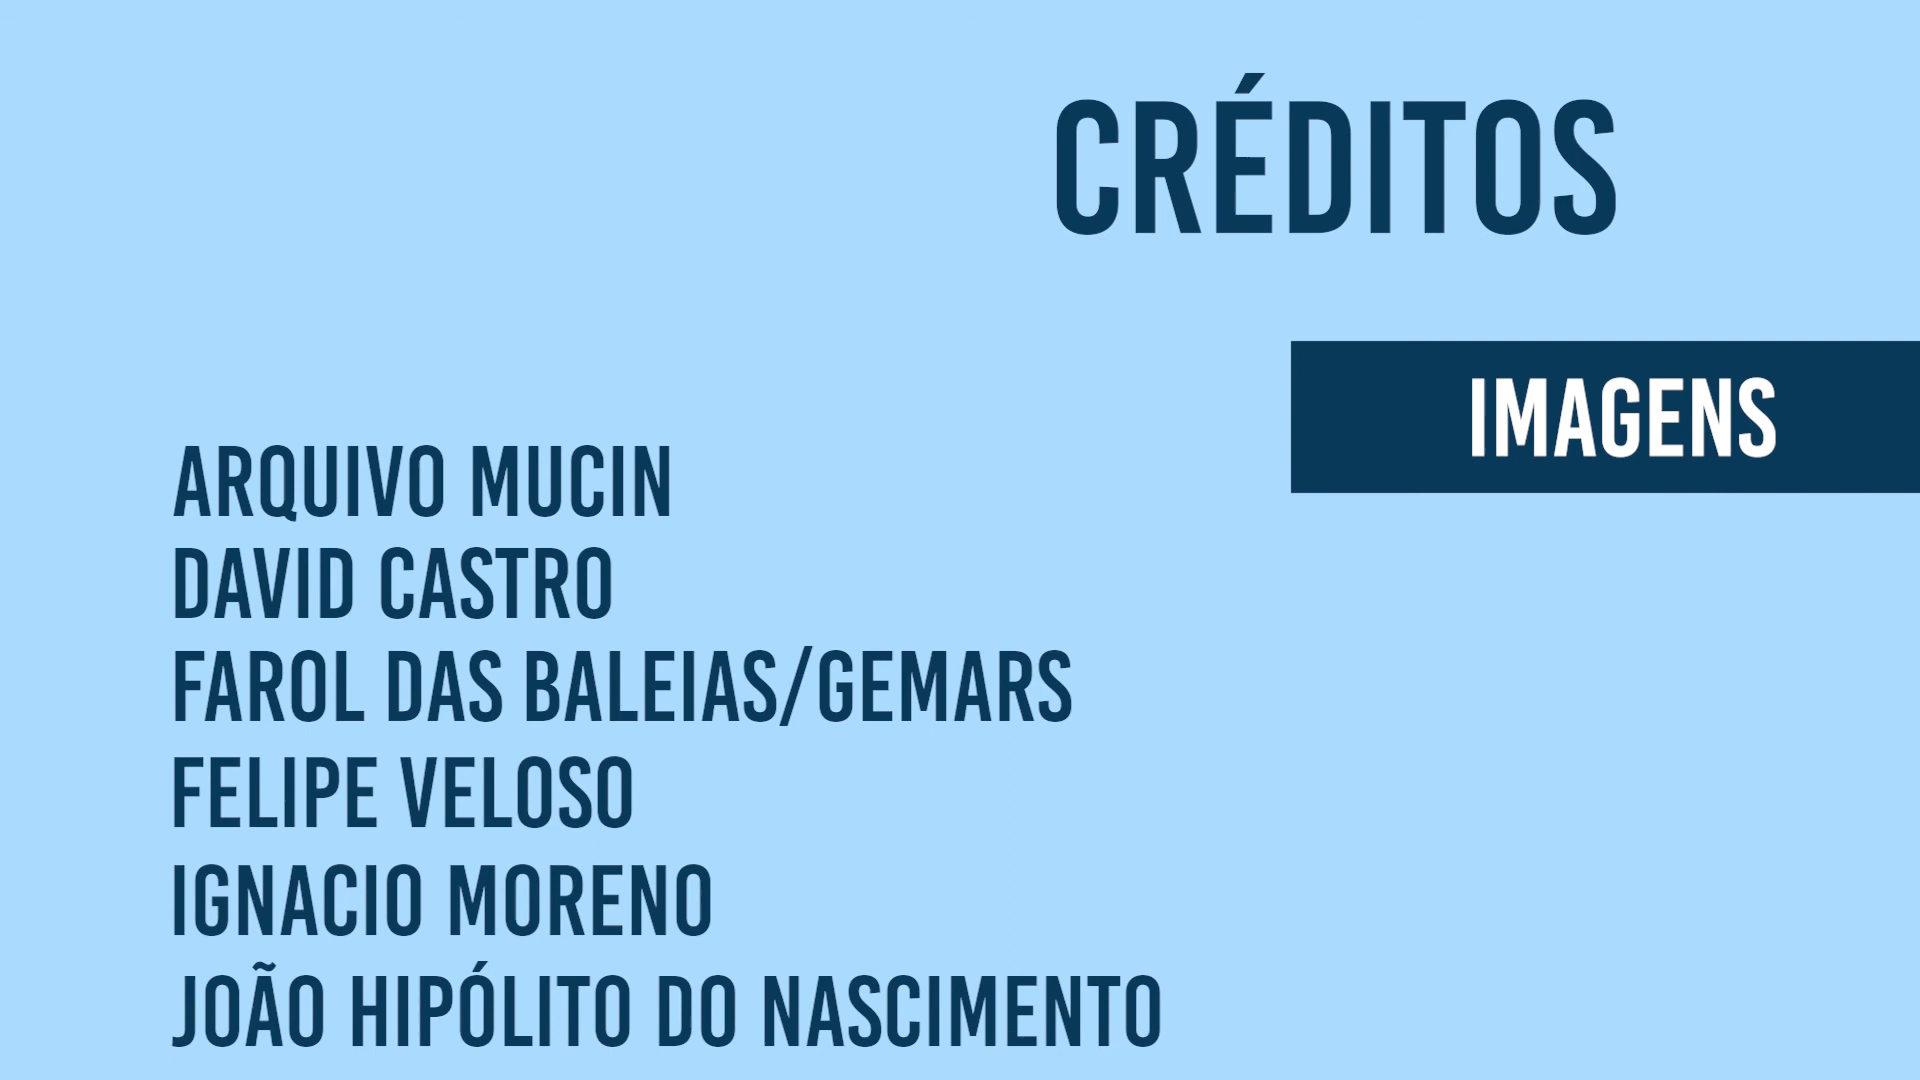 CRÉDITOS
IMAGENS
ARQUIVO MUCIN
DAVID CASTRO
FAROL DAS BALEIAS/GEMARS
FELIPE VELOSO
IGNACIO MORENO
JOÃO HIPÓLITO DO NASCIMENTO